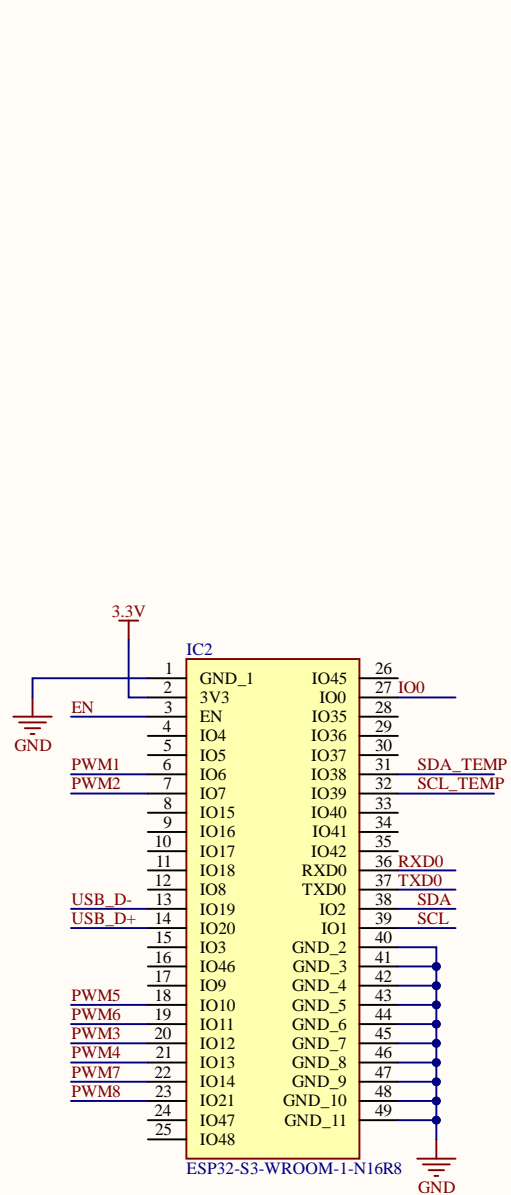 3.3V
IC2
1 GND_1 IO45 26
2 3V3 IO0 27 IO0
EN 3 EN IO35 28
4 IO4 IO36 29
GND
5 IO5 IO37 30
PWM1 6 IO6 IO38 31 SDA_TEMP
PWM2 7 IO7 IO39 32 SCL_TEMP
8 IO15 IO40 33
9 IO16 IO41 34
10 IO17 IO42 35
11 IO18 RXD0 36 RXD0
12 IO8 TXD0 37 TXD0
USB_D- 13 IO19 IO2 38 SDA
USB_D+ 14 IO20 IO1 39 SCL
15 IO3 GND_2 40
16 IO46 GND_3 41
17 IO9 GND_4 42
PWM5 18 IO10 GND_5 43
PWM6 19 IO11 GND_6 44
PWM3 20 IO12 GND_7 45
PWM4 21 IO13 GND_8 46
PWM7 22 IO14 GND_9 47
PWM8 23 IO21 GND_10 48
24 IO47 GND_11 49
25 IO48
ESP32-S3-WROOM-1-N16R8
GND